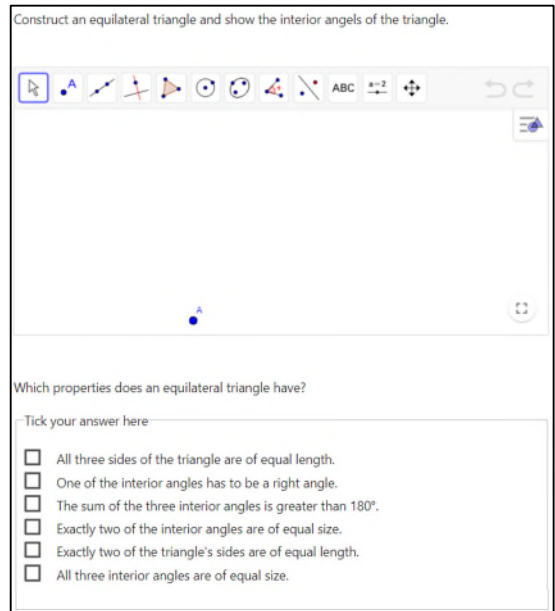 Construct an equilateral triangle and show the interior angels of the triangle.
A
ABC
a=2
A
Which properties does an equilateral triangle have?
Tick your answer here
All three sides of the triangle are of equal length.
One of the interior angles has to be a right angle.
The sum of the three interior angles is greater than 180°.
Exactly two of the interior angles are of equal size.
Exactly two of the triangle's sides are of equal length.
All three interior angles are of equal size.